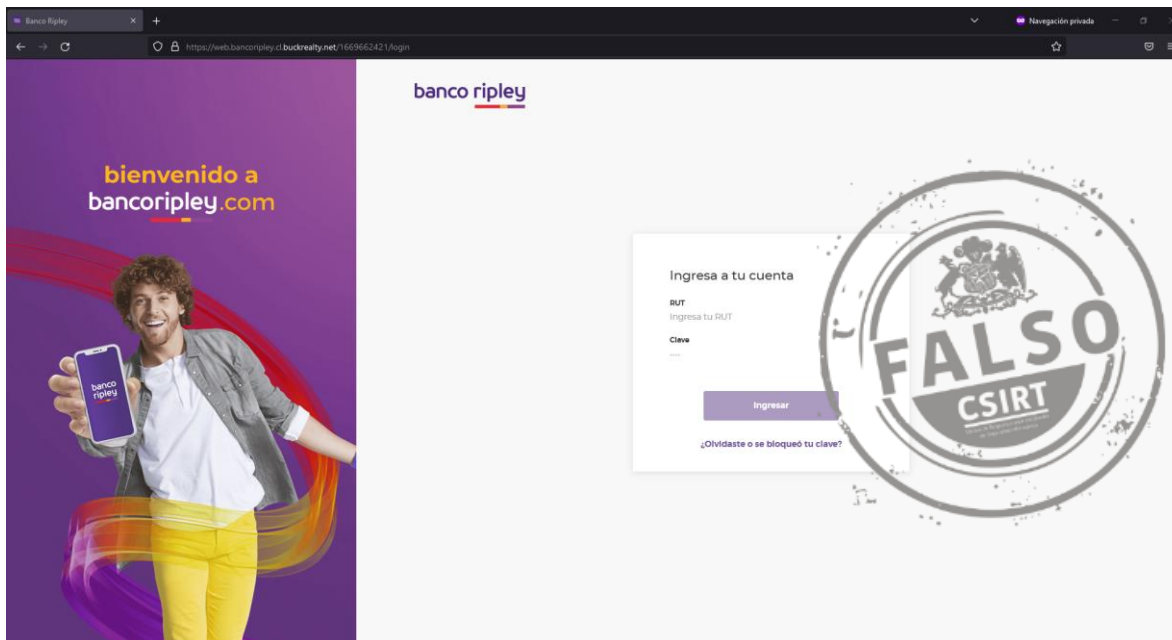 Banco Ripley
Navegación privada
https://web.bancoripley.cl.buckrealty.net/1669662421/login
bienvenido a
bancoripley.com
banco
ripley
banco ripley
Ingresa a tu cuenta
RUT
Ingresa tu RUT
Clave
Ingresar
¿Olvidaste o se bloqueó tu clave?
FALSO
CSIRT